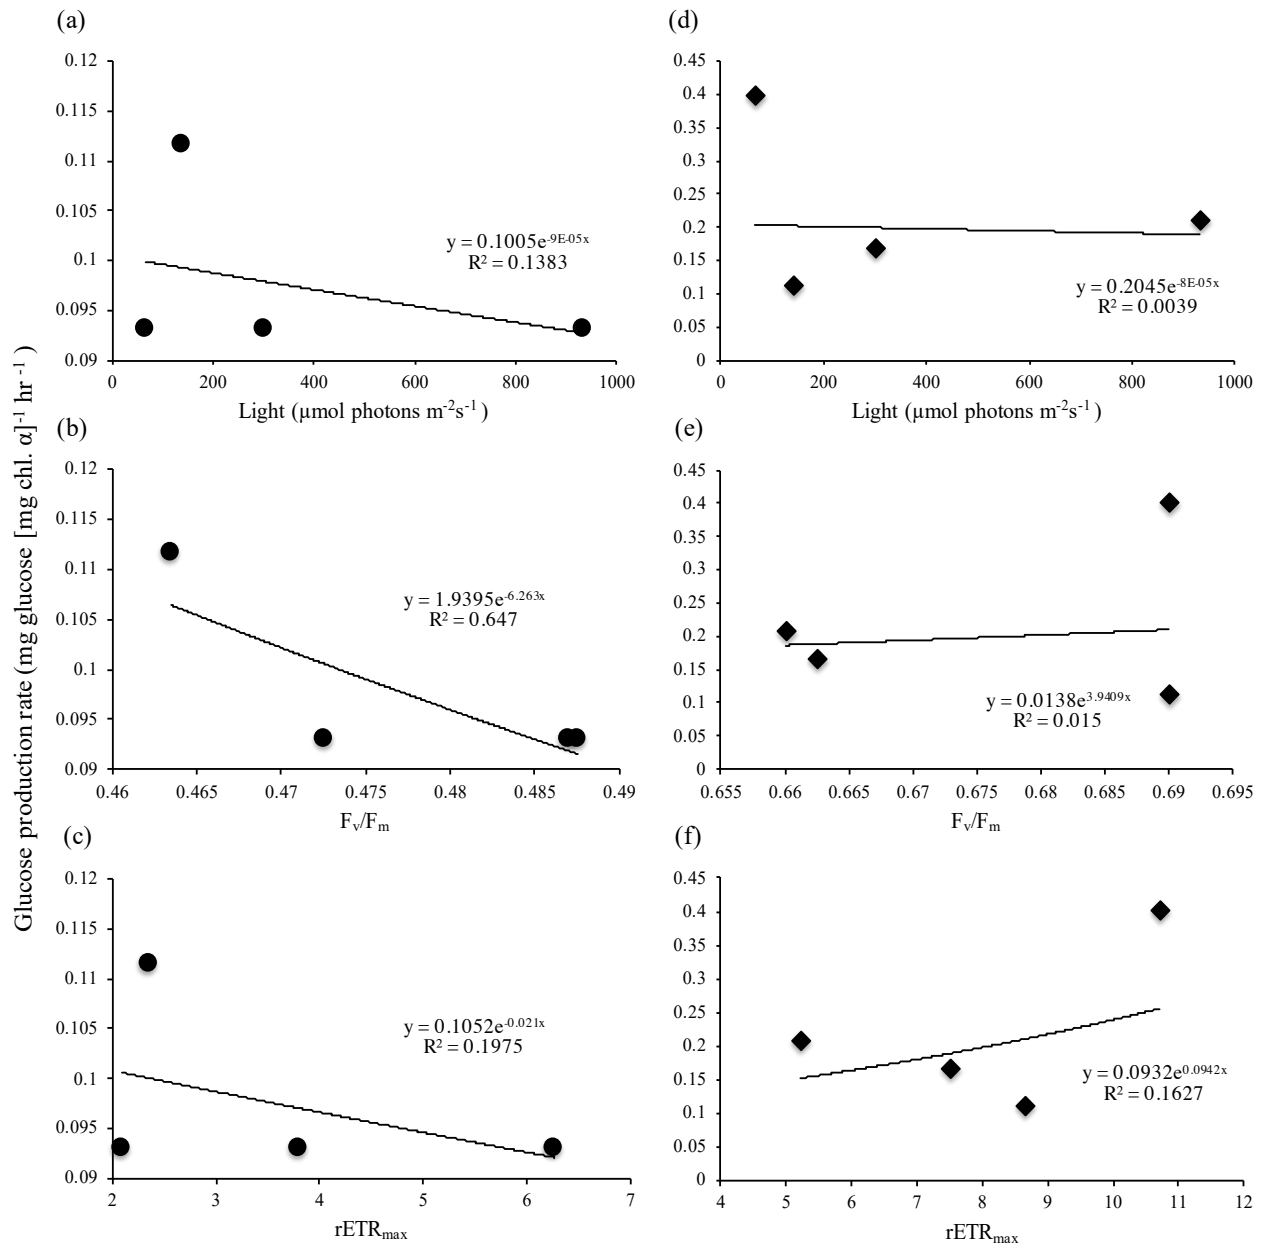 Glucose production rate (mg glucose [mg chl. a]-1 hr -1 )
(a)
0.12
0.115
0.11
0.105
0.1
0.095
0.09
y = 0.1005e-9E-05x
R² = 0.1383
0 200 400 600 800 1000
Light (µmol photons m-2s-1 )
(b)
0.12
0.115
0.11
0.105
0.1
0.095
0.09
y = 1.9395e-6.263x
R² = 0.647
0.46 0.465 0.47 0.475 0.48 0.485 0.49
Fv/Fm
(c)
0.12
0.115
0.11
0.105
0.1
0.095
0.09
y = 0.1052e-0.021x
R² = 0.1975
2 3 4 5 6 7
rETRmax
(d)
0.45
0.4
0.35
0.3
0.25
0.2
0.15
0.1
0.05
0
y = 0.2045e-8E-05x
R² = 0.0039
0 200 400 600 800 1000
Light (µmol photons m-2s-1 )
(e)
0.45
0.4
0.35
0.3
0.25
0.2
0.15
0.1
0.05
0
y = 0.0138e3.9409x
R² = 0.015
0.655 0.66 0.665 0.67 0.675 0.68 0.685 0.69 0.695
Fv/Fm
(f)
0.45
0.4
0.35
0.3
0.25
0.2
0.15
0.1
0.05
0
y = 0.0932e0.0942x
R² = 0.1627
4 5 6 7 8 9 10 11 12
rETRmax